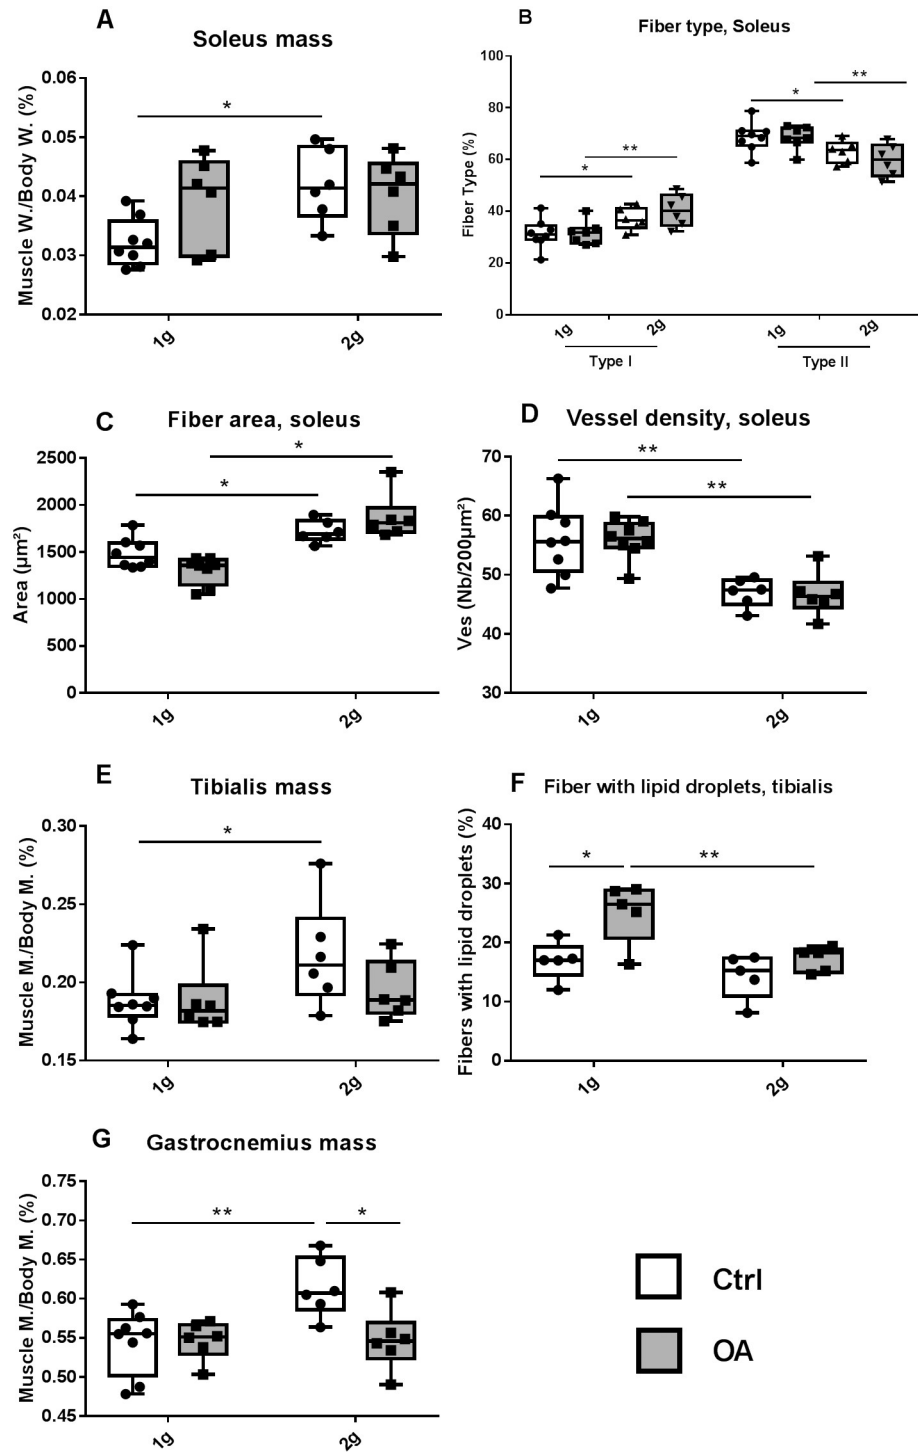 A
Soleus mass
Muscle W./Body W. (%)
0.06
0.05
0.04
0.03
0.02
*
1g
2g
B
Fiber type, Soleus
Fiber Type (%)
100
80
60
40
20
0
*
**
*
**
1g
2g
1g
2g
Type I
Type II
C
Fiber area, soleus
Area (µm²)
2500
2000
1500
1000
500
0
*
*
1g
2g
D
Vessel density, soleus
Ves (Nb/200µm²)
70
60
50
40
30
**
**
1g
2g
E
Tibialis mass
Muscle M./Body M. (%)
0.30
0.25
0.20
0.15
*
1g
2g
F
Fiber with lipid droplets, tibialis
Fibers with lipid droplets (%)
40
30
20
10
0
*
**
1g
2g
G
Gastrocnemius mass
Muscle M./Body M. (%)
0.75
0.70
0.65
0.60
0.55
0.50
0.45
**
*
1g
2g
Ctrl
OA